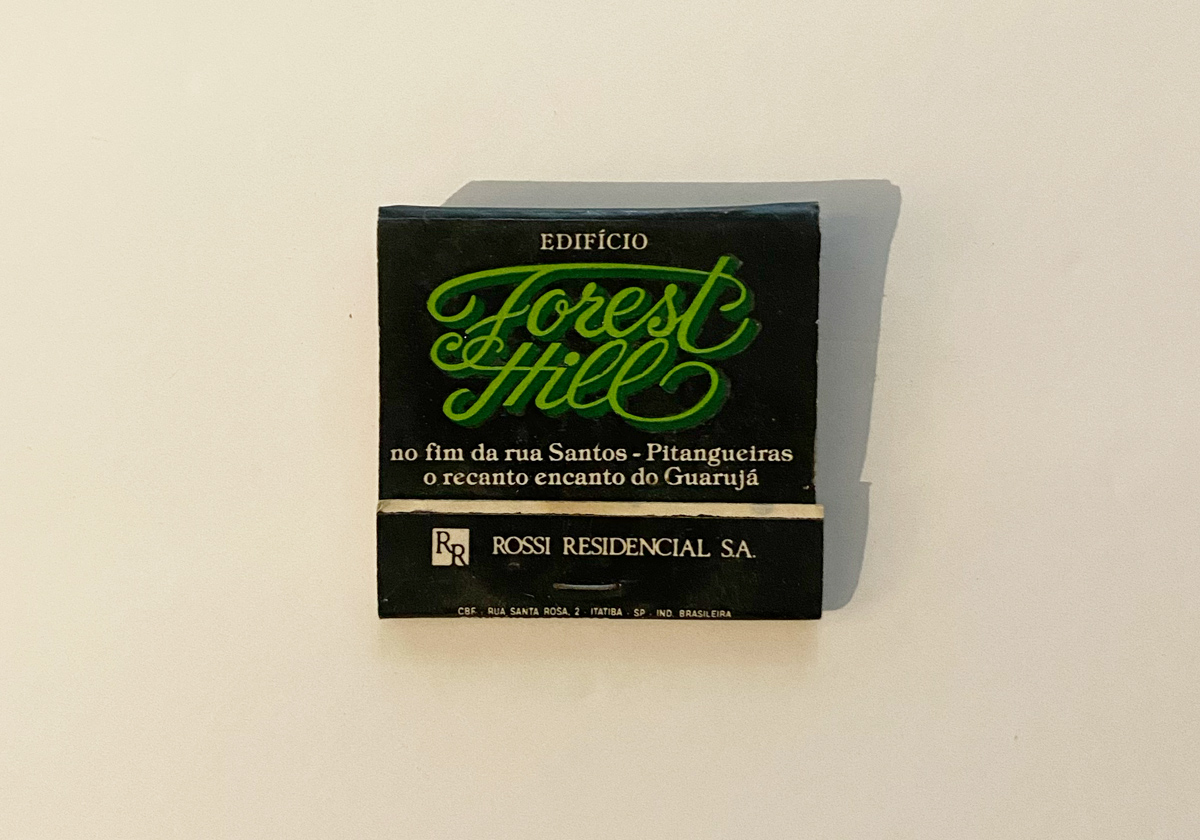 EDIFÍCIO
Forest
Hill
no fim da rua Santos - Pitangueiras
o recanto encanto do Guarujá
RR ROSSI RESIDENCIAL S.A.
CBF - RUA SANTA ROSA, 2 - ITATIBA - SP - IND. BRASILEIRA